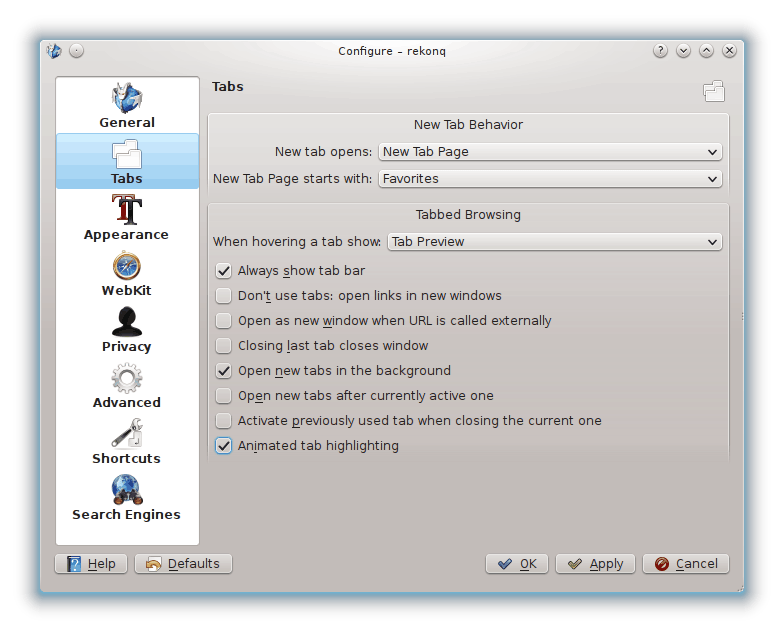 Configure – rekonq
General
Tabs
Appearance
WebKit
Privacy
Advanced
Shortcuts
Search Engines
Tabs
New Tab Behavior
New tab opens: New Tab Page
New Tab Page starts with: Favorites
Tabbed Browsing
When hovering a tab show: Tab Preview
Always show tab bar
Don't use tabs: open links in new windows
Open as new window when URL is called externally
Closing last tab closes window
Open new tabs in the background
Open new tabs after currently active one
Activate previously used tab when closing the current one
Animated tab highlighting
Help Defaults OK Apply Cancel